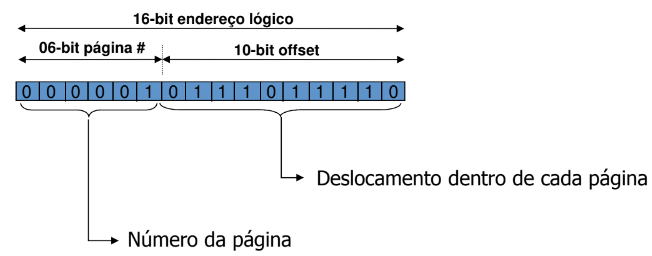 16-bit endereço lógico
06-bit página # 10-bit offset
0 0 0 0 0 1 0 1 1 1 0 1 1 1 1 0
Deslocamento dentro de cada página
Número da página